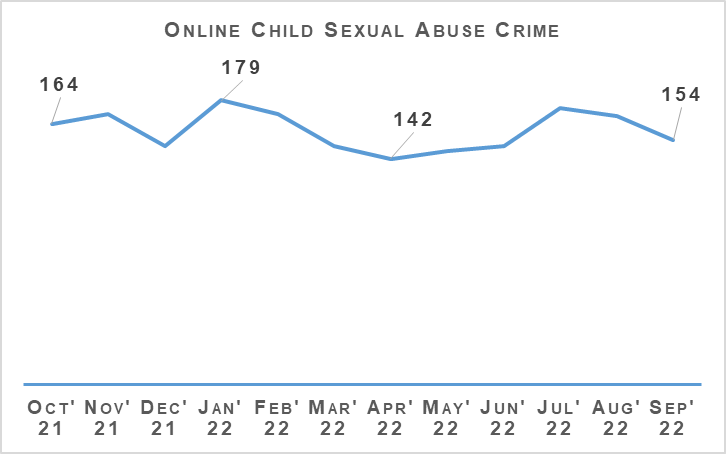 Online Child Sexual Abuse Crime
164
179
142
154
Oct' Nov' Dec' Jan' Feb' Mar' Apr' May' Jun' Jul' Aug' Sep'
21 21 21 22 22 22 22 22 22 22 22 22